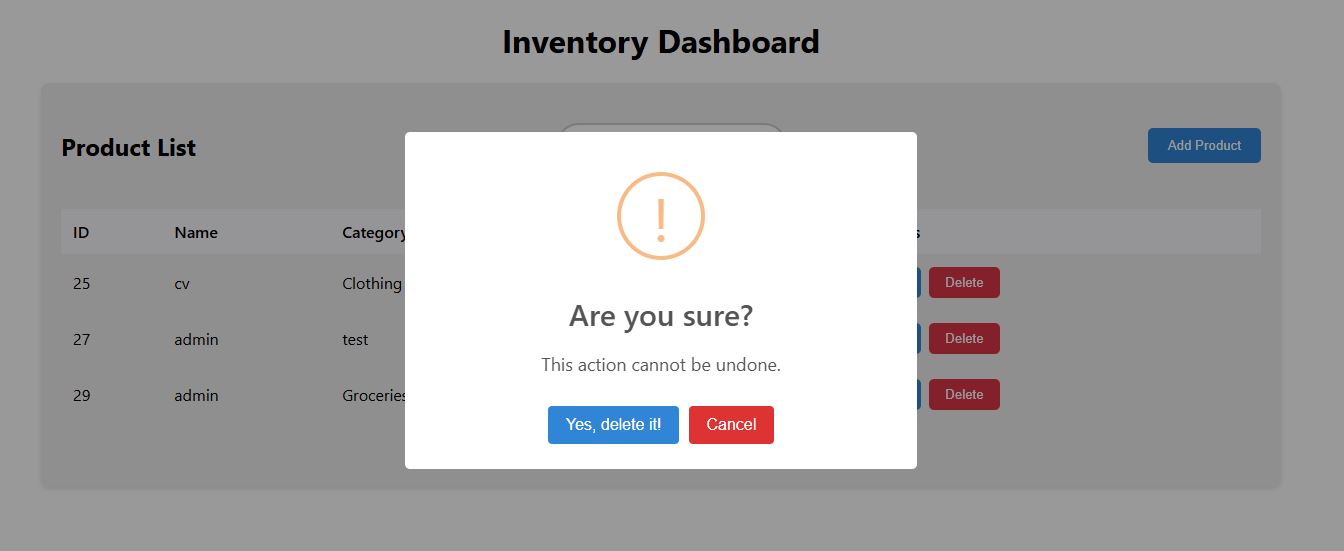 Inventory Dashboard
Product List
Add Product
ID Name Category
25 cv Clothing Delete
27 admin test Delete
29 admin Groceries Delete
!
Are you sure?
This action cannot be undone.
Yes, delete it! Cancel